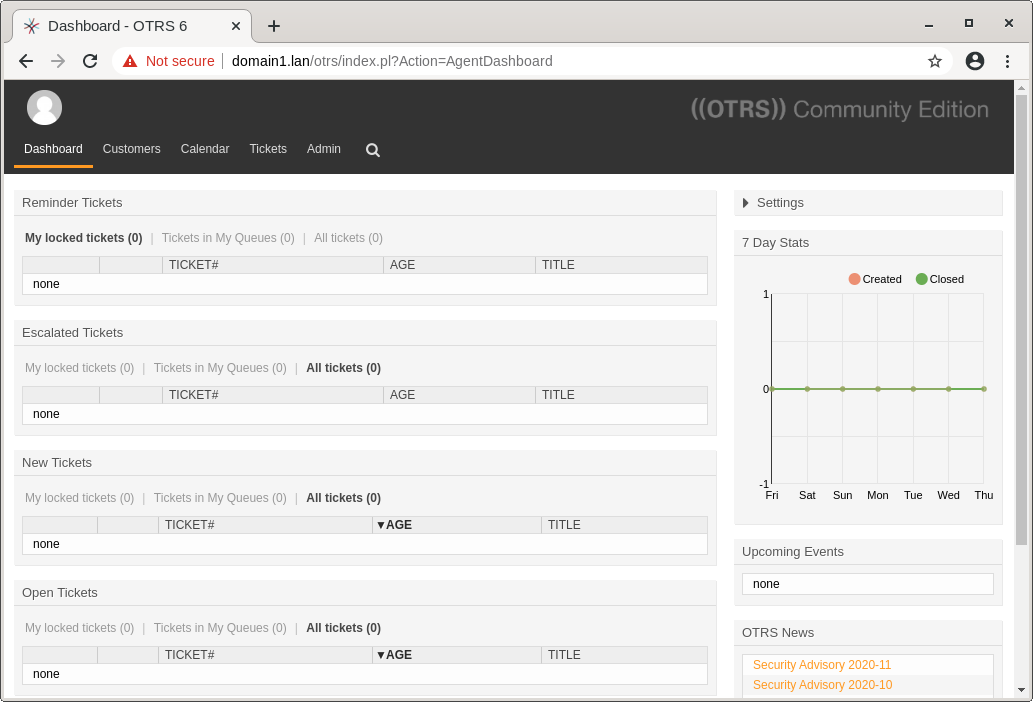 Dashboard - OTRS 6
Not secure domain1.lan/otrs/index.pl?Action=AgentDashboard
((OTRS)) Community Edition
Dashboard Customers Calendar Tickets Admin
Reminder Tickets
My locked tickets (0) | Tickets in My Queues (0) | All tickets (0)
TICKET# AGE TITLE
none
Escalated Tickets
My locked tickets (0) | Tickets in My Queues (0) | All tickets (0)
TICKET# AGE TITLE
none
New Tickets
My locked tickets (0) | Tickets in My Queues (0) | All tickets (0)
TICKET# ▼AGE TITLE
none
Open Tickets
My locked tickets (0) | Tickets in My Queues (0) | All tickets (0)
TICKET# ▼AGE TITLE
none
Settings
7 Day Stats
Created Closed
1
0
-1
Fri Sat Sun Mon Tue Wed Thu
Upcoming Events
none
OTRS News
Security Advisory 2020-11
Security Advisory 2020-10